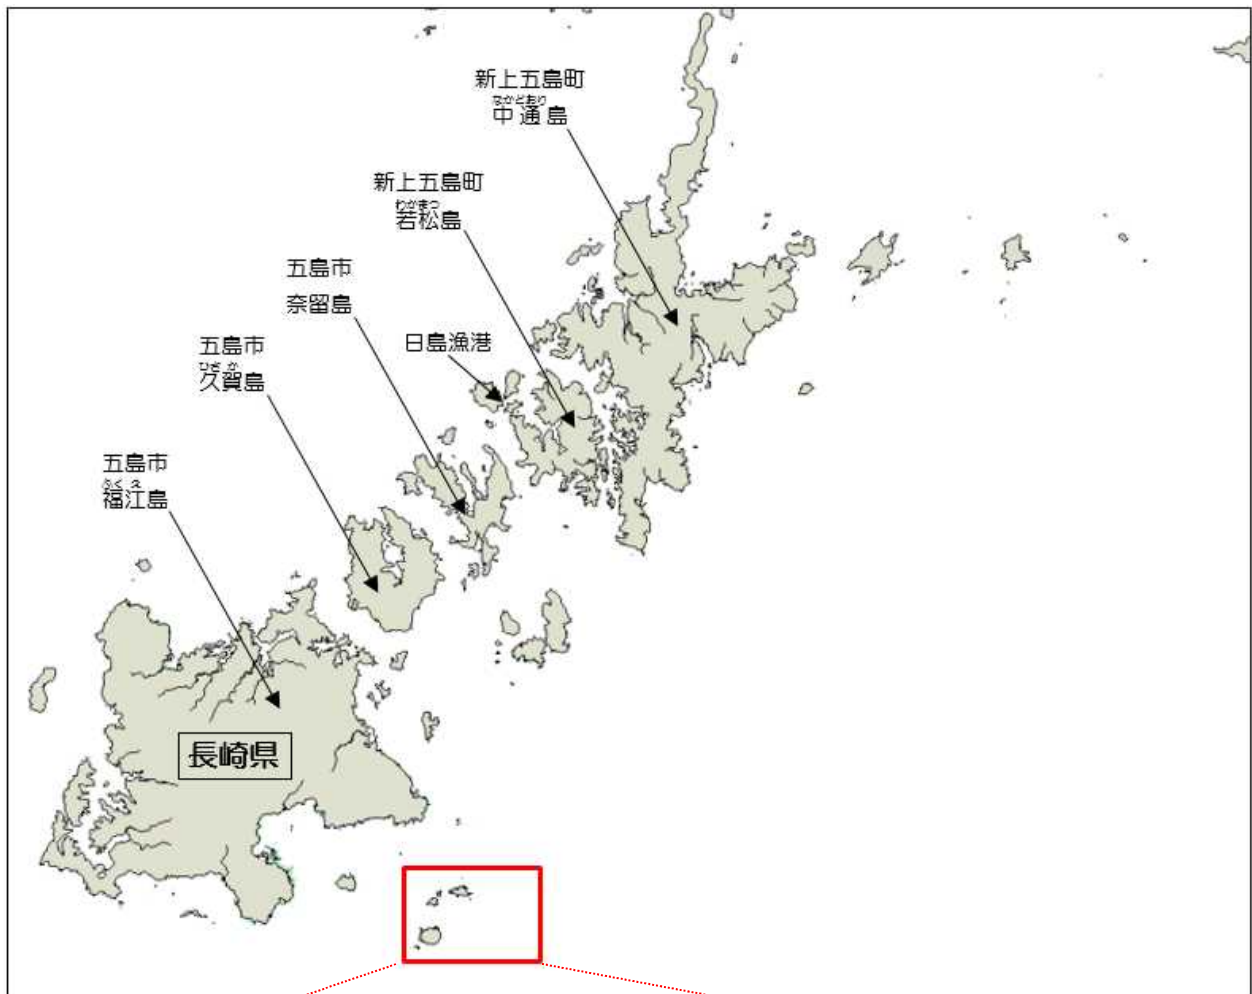 新上五島町
なかどおり
中通島
新上五島町
わかまつ
若松島
五島市
奈留島
日島漁港
五島市
ひさか
久賀島
五島市
ふくえ
福江島
長崎県